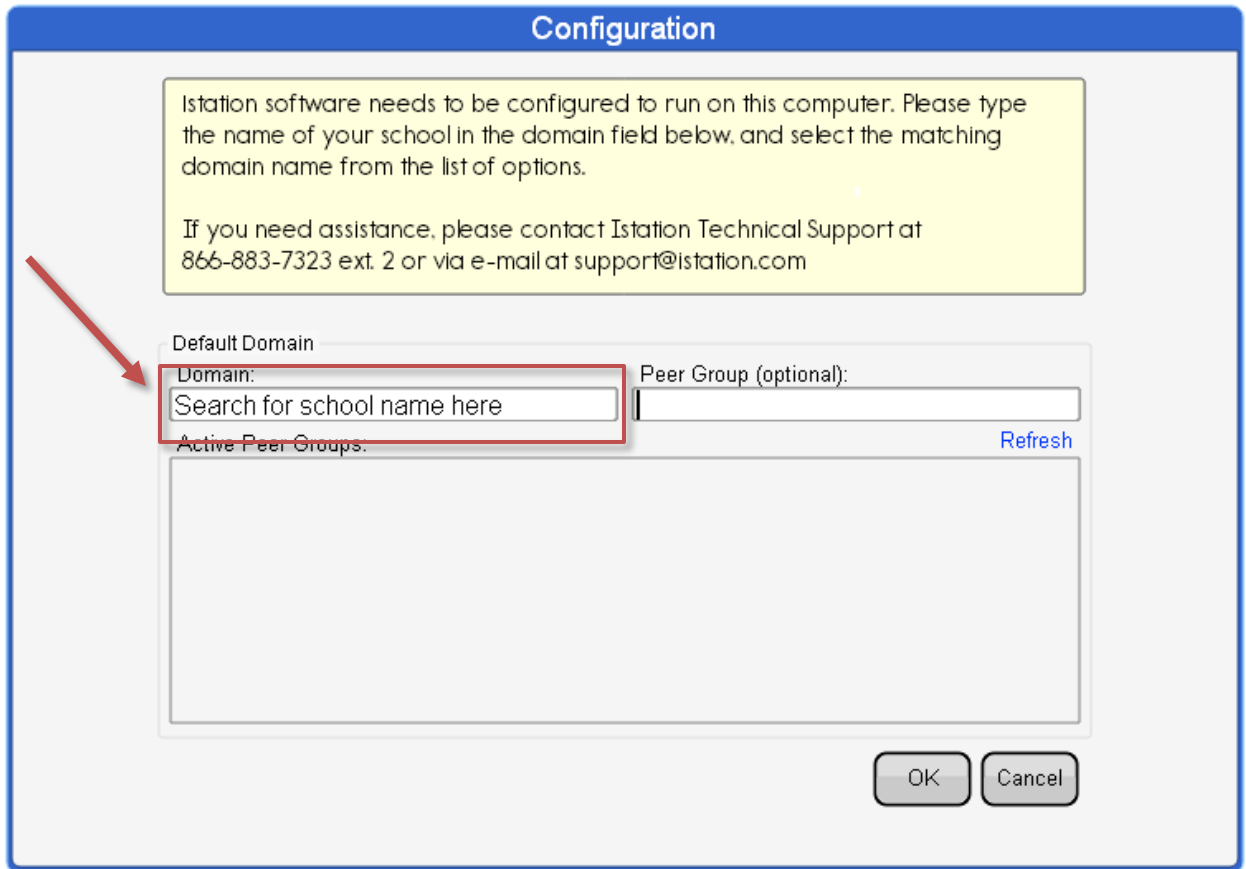 Configuration
Istation software needs to be configured to run on this computer. Please type
the name of your school in the domain field below, and select the matching
domain name from the list of options.
If you need assistance, please contact Istation Technical Support at
866-883-7323 ext. 2 or via e-mail at support@istation.com
Default Domain
Domain: Peer Group (optional):
Search for school name here
Active Peer Groups: Refresh
OK Cancel